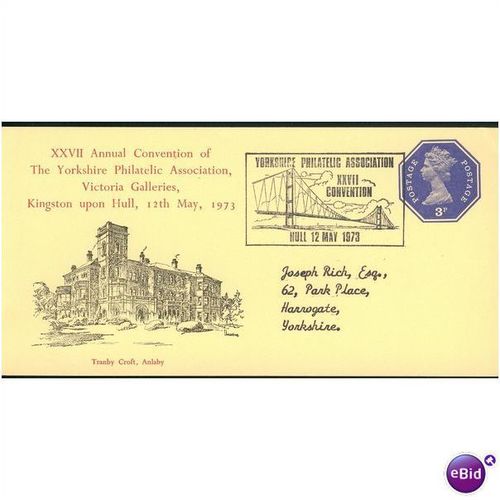 XXVII Annual Convention of
The Yorkshire Philatelic Association,
Victoria Galleries,
Kingston upon Hull, 12th May, 1973
YORKSHIRE PHILATELIC ASSOCIATION
XXVII
CONVENTION
HULL 12 MAY 1973
POSTAGE
POSTAGE
3P
Joseph Rich, Esq.,
62, Park Place,
Harrogate,
Yorkshire.
Tranby Croft, Anlaby
eBid